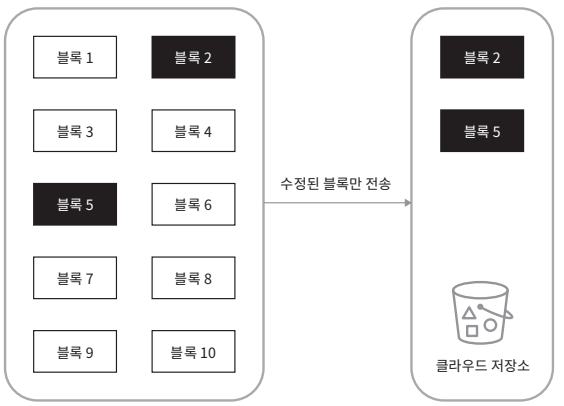 블록 1
블록 2
블록 3
블록 4
블록 5
블록 6
블록 7
블록 8
블록 9
블록 10
수정된 블록만 전송
블록 2
블록 5
클라우드 저장소